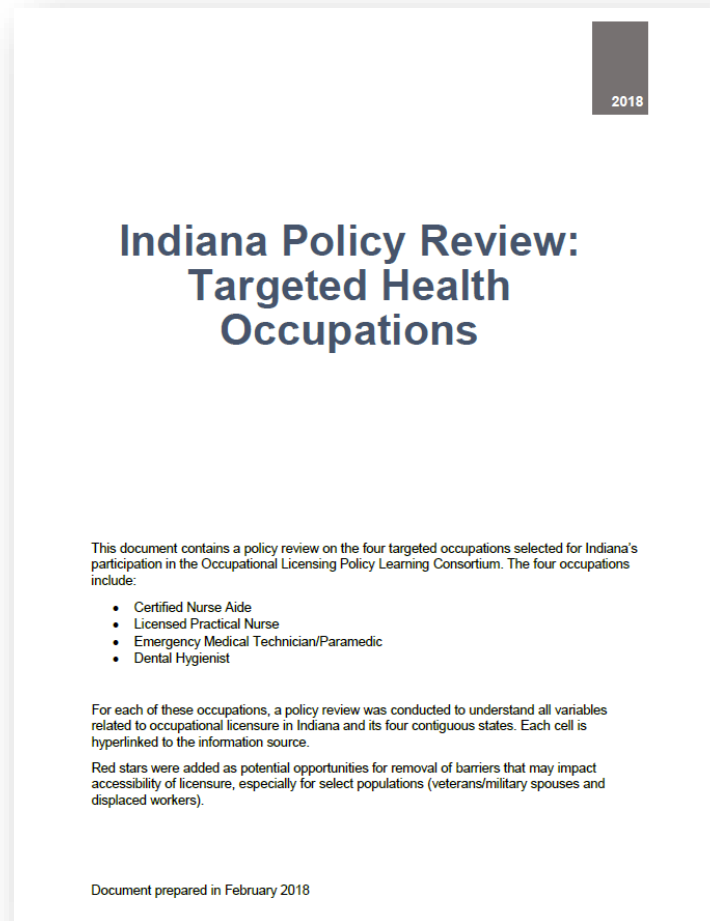 2018
Indiana Policy Review:
Targeted Health
Occupations
This document contains a policy review on the four targeted occupations selected for Indiana's
participation in the Occupational Licensing Policy Learning Consortium. The four occupations
include:
• Certified Nurse Aide
• Licensed Practical Nurse
• Emergency Medical Technician/Paramedic
• Dental Hygienist
For each of these occupations, a policy review was conducted to understand all variables
related to occupational licensure in Indiana and its four contiguous states. Each cell is
hyperlinked to the information source.
Red stars were added as potential opportunities for removal of barriers that may impact
accessibility of licensure, especially for select populations (veterans/military spouses and
displaced workers).
Document prepared in February 2018